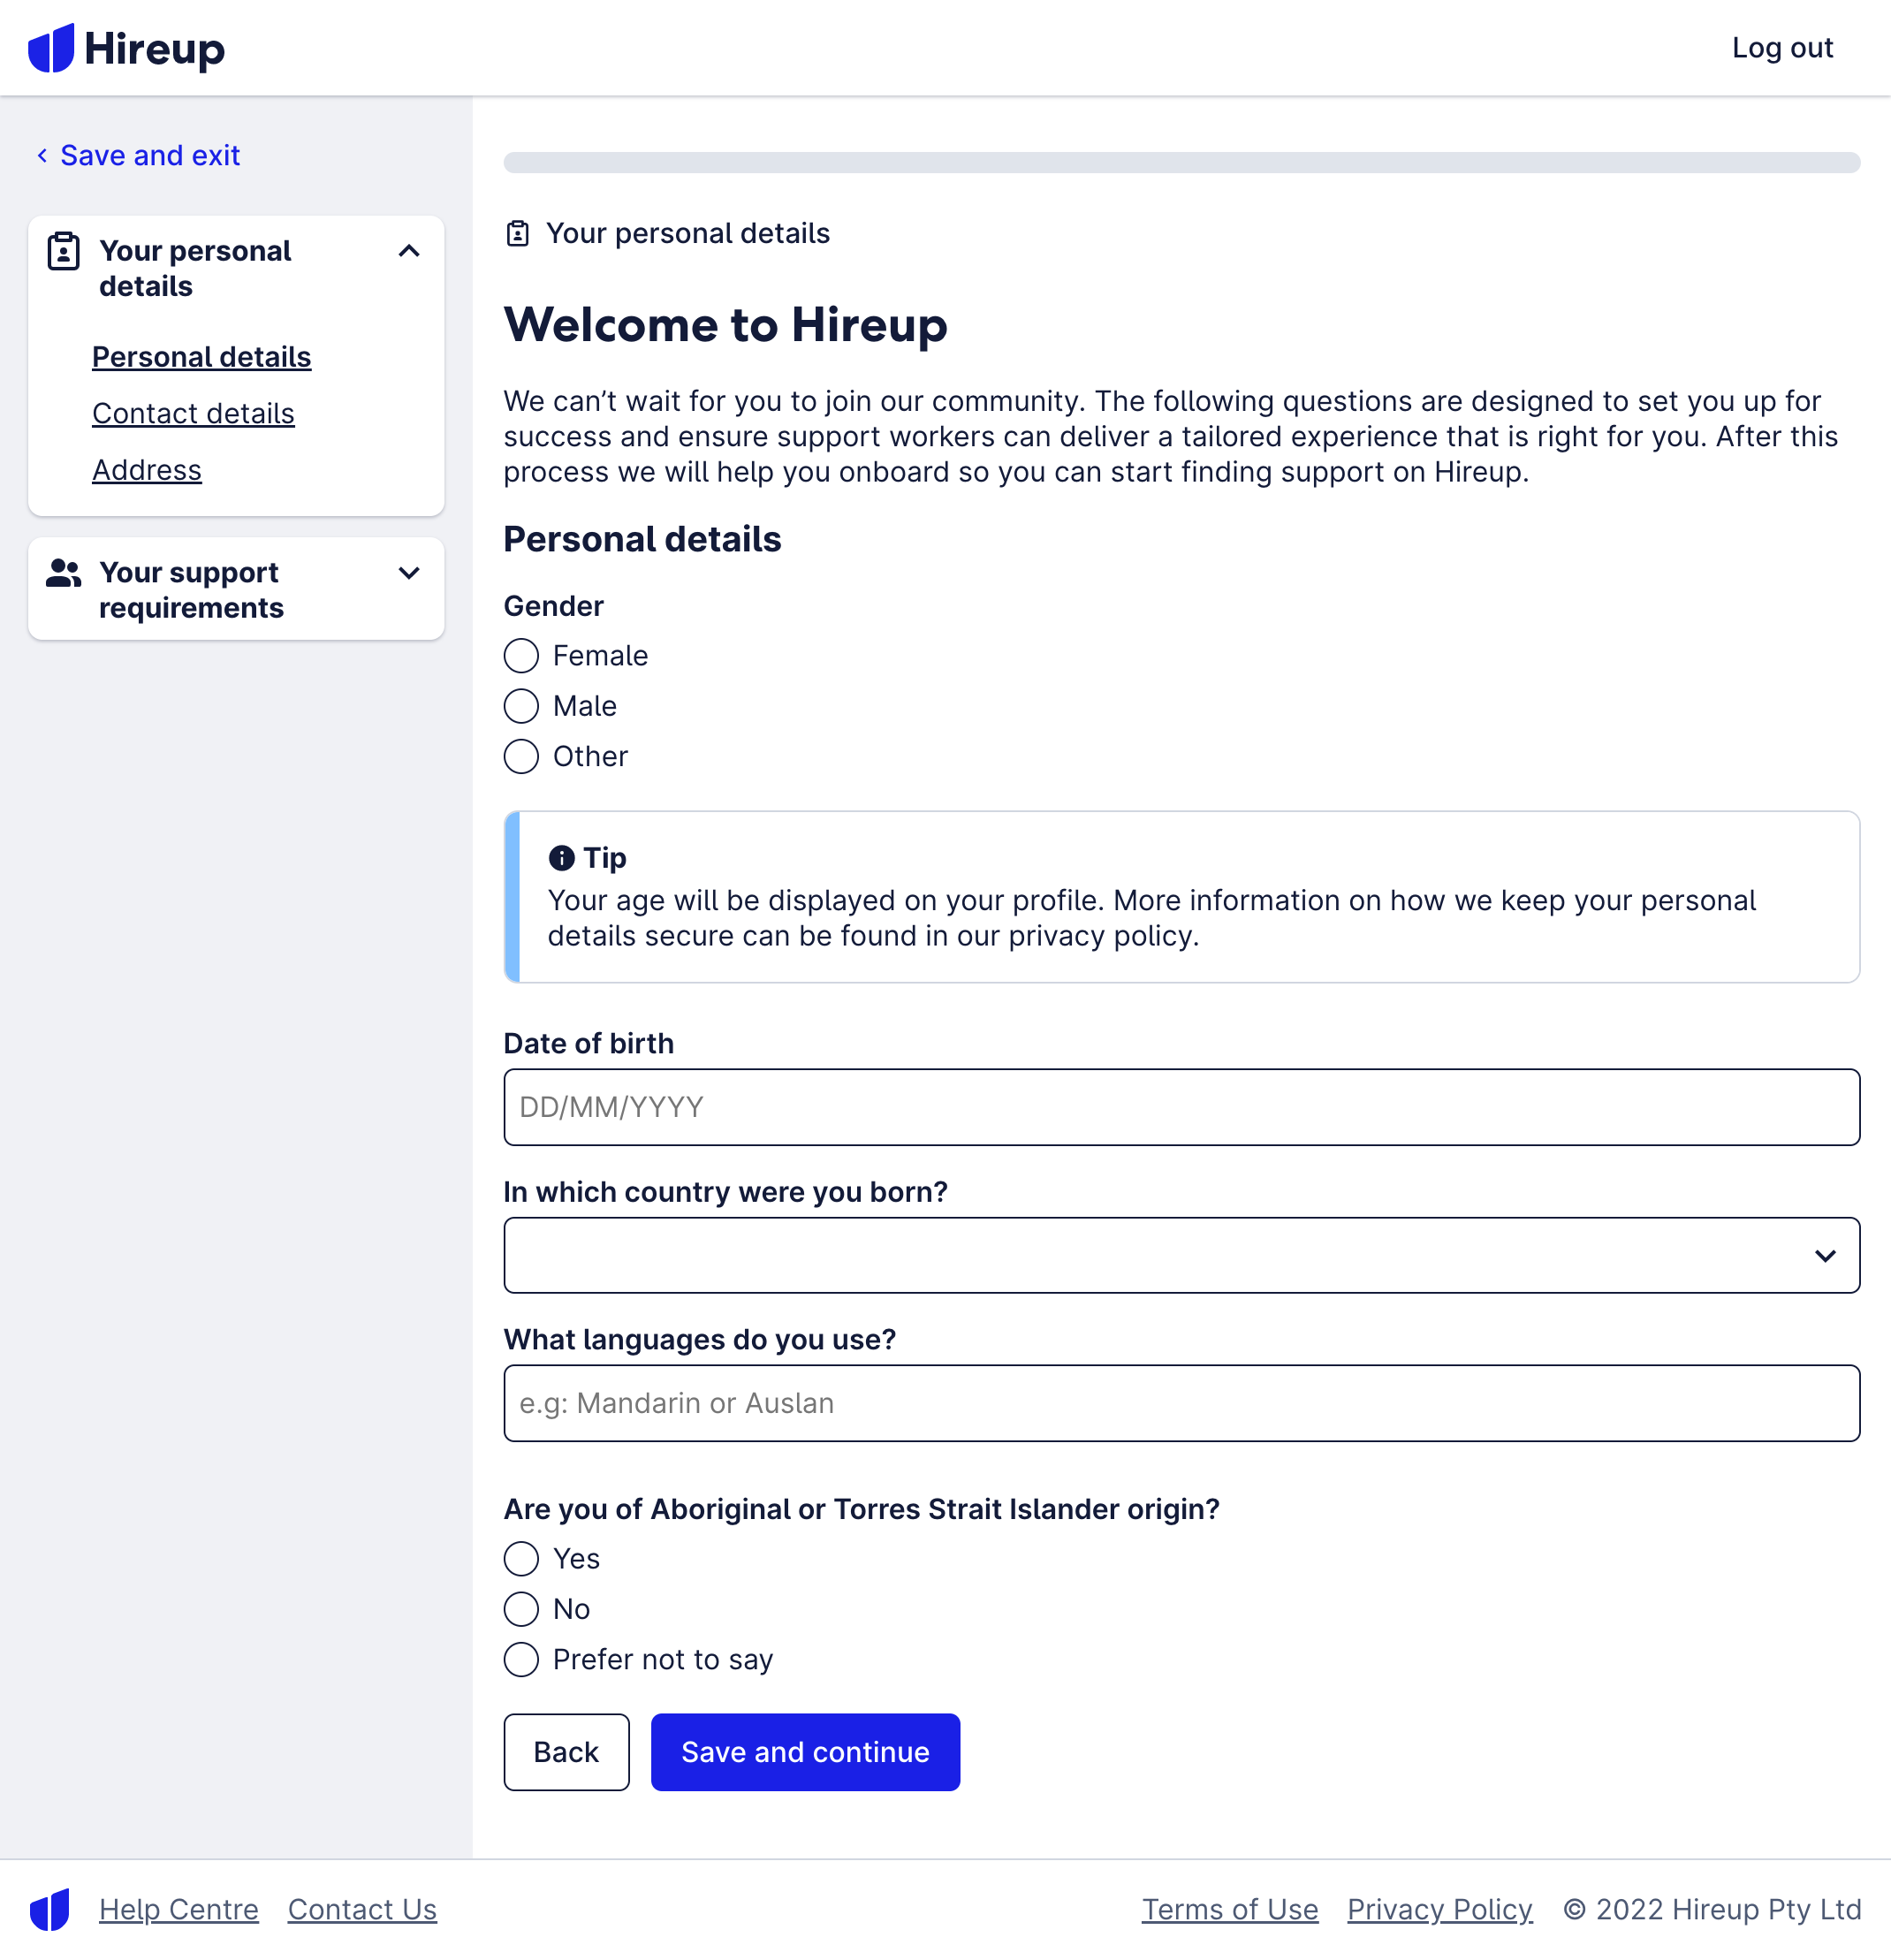 Hireup
Log out
Save and exit
Your personal
details
Personal details
Contact details
Address
Your support
requirements
Your personal details
Welcome to Hireup
We can’t wait for you to join our community. The following questions are designed to set you up for
success and ensure support workers can deliver a tailored experience that is right for you. After this
process we will help you onboard so you can start finding support on Hireup.
Personal details
Gender
Female
Male
Other
Tip
Your age will be displayed on your profile. More information on how we keep your personal
details secure can be found in our privacy policy.
Date of birth
DD/MM/YYYY
In which country were you born?
What languages do you use?
e.g: Mandarin or Auslan
Are you of Aboriginal or Torres Strait Islander origin?
Yes
No
Prefer not to say
Back
Save and continue
Help Centre
Contact Us
Terms of Use
Privacy Policy
© 2022 Hireup Pty Ltd